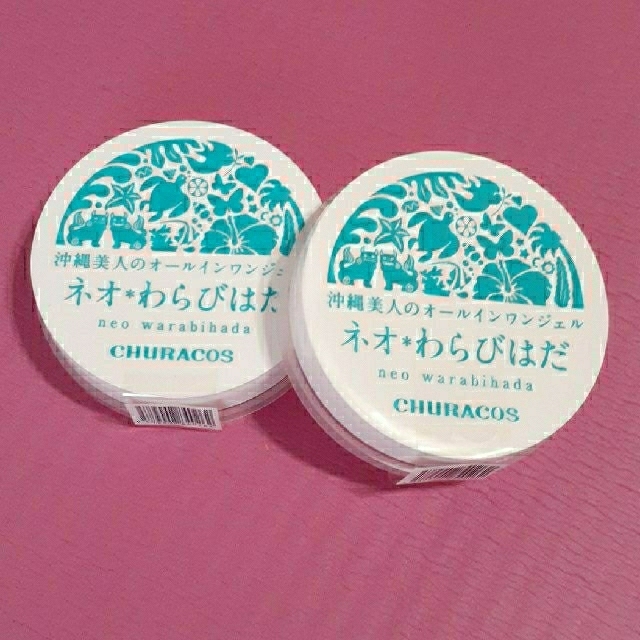 沖縄美人のオールインワンジェル
ネオ*わらびはだ
neo warabihada
CHURACOS
沖縄美人のオールインワンジェル
ネオ*わらびはだ
neo warabihada
CHURACOS